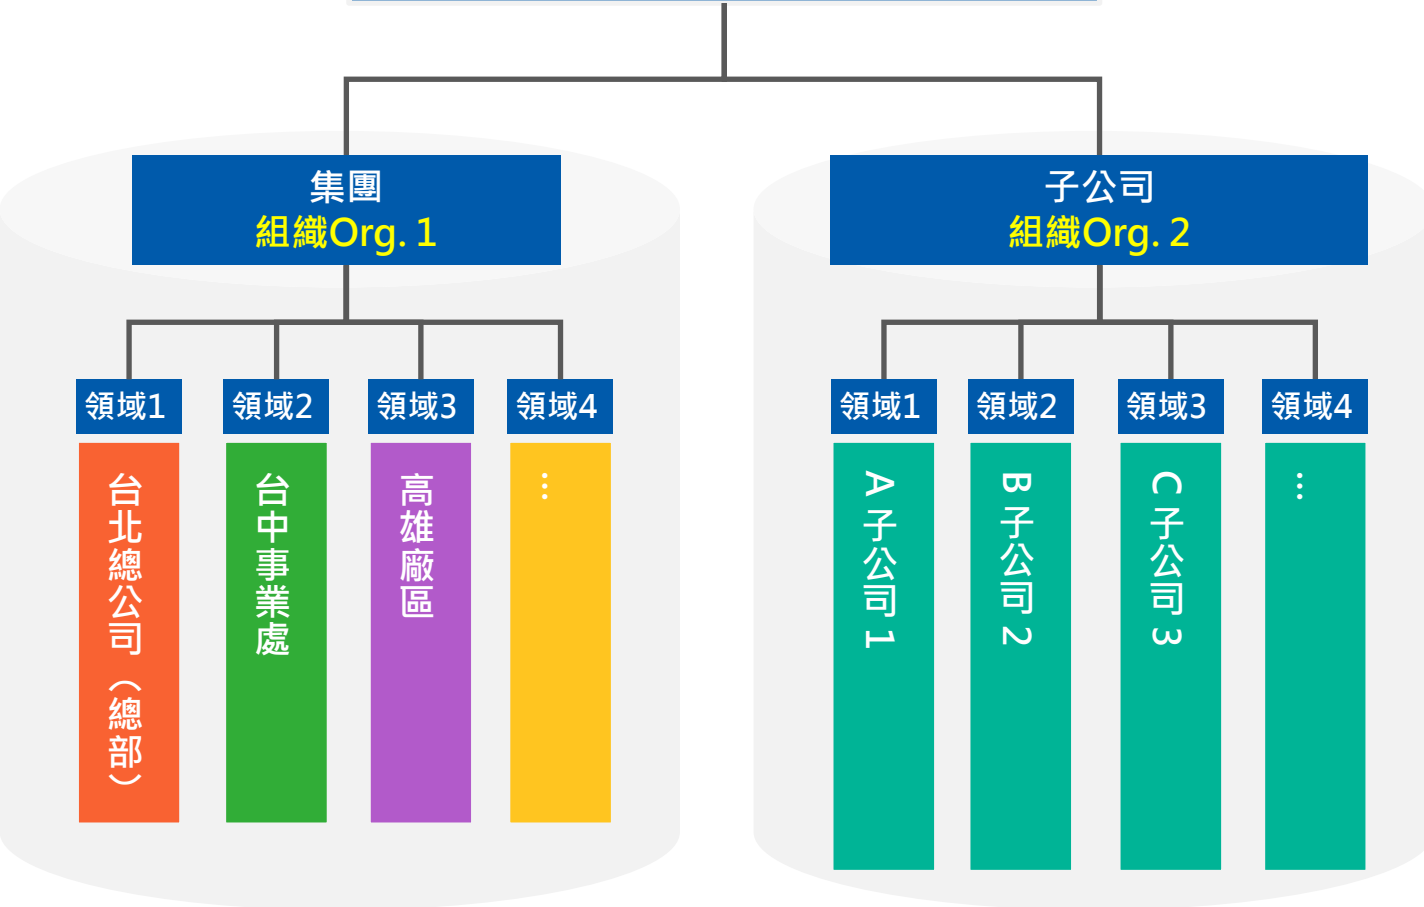 集團
組織Org. 1
子公司
組織Org. 2
領域1
領域2
領域3
領域4
領域1
領域2
領域3
領域4
台北總公司（總部）
台中事業處
高雄廠區
…
A子公司1
B子公司2
C子公司3
…